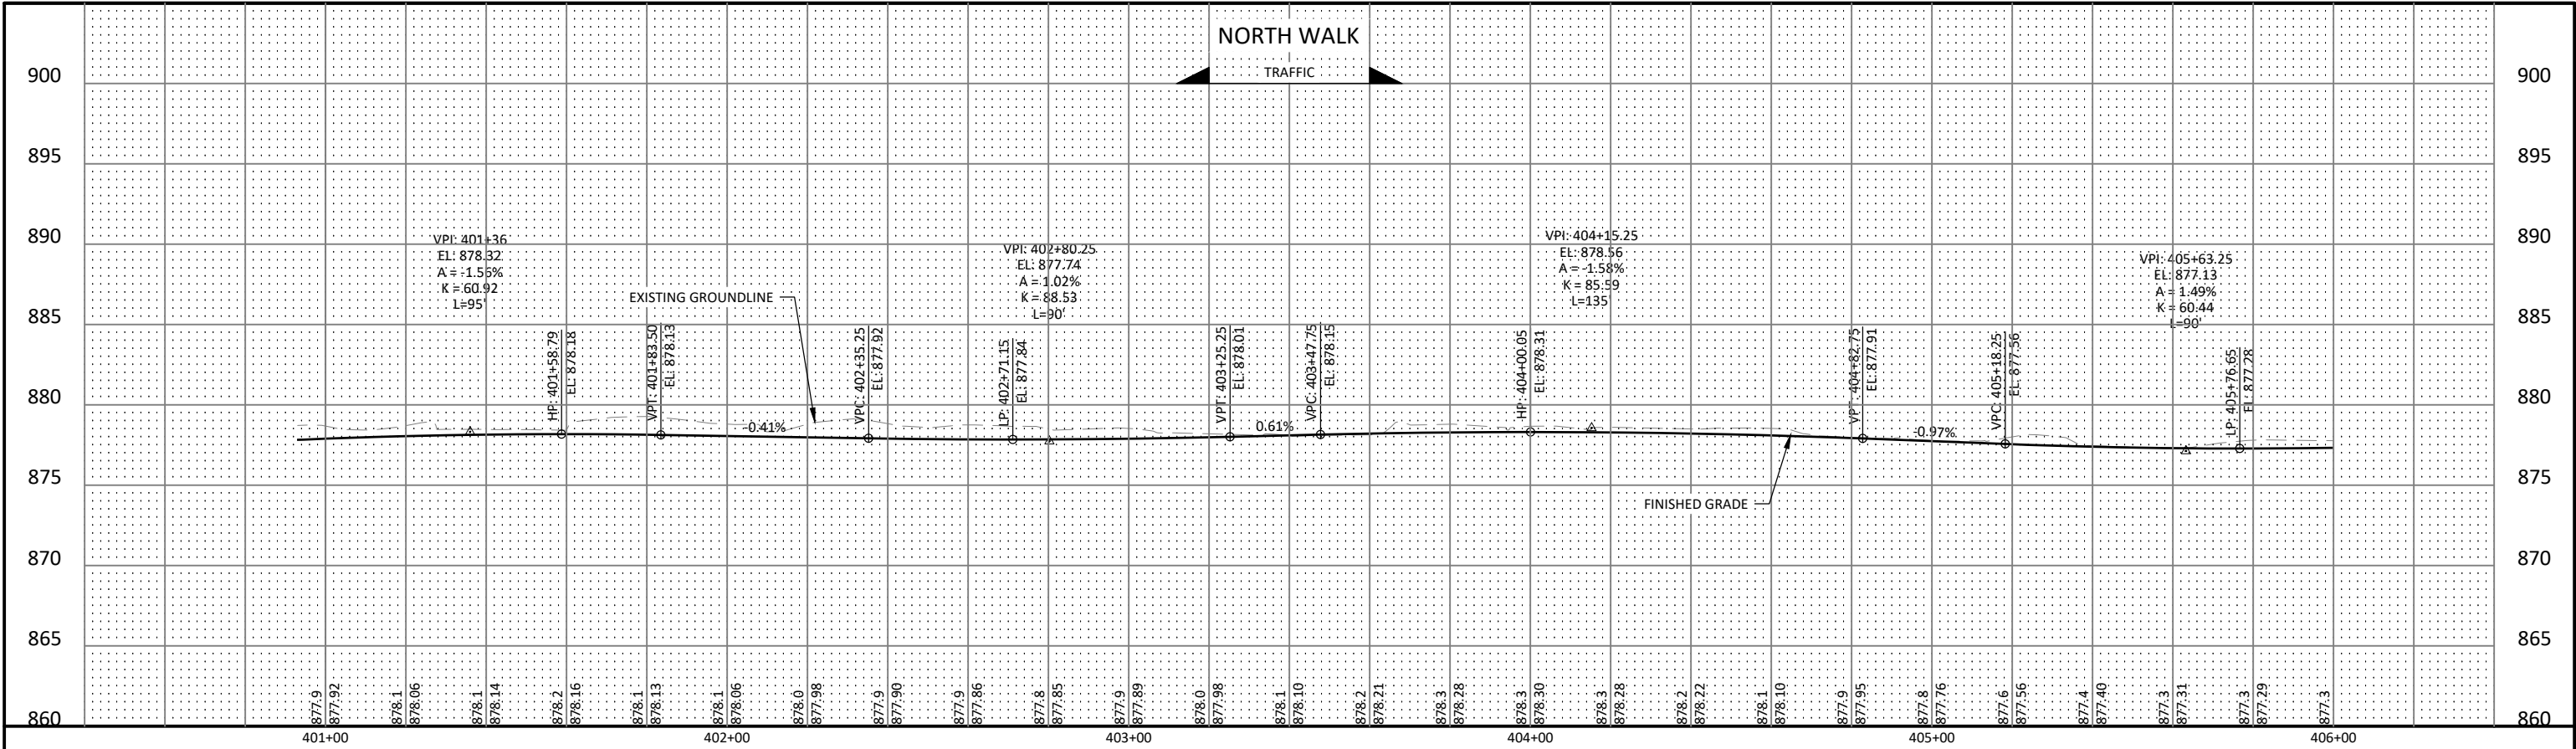 NORTH WALK
TRAFFIC
900
900
895
895
890
890
885
885
880
880
875
875
870
870
865
865
860
860
VPI: 401+36
EL: 878.32
A = -1.56%
K = 60.92
L=95'
EXISTING GROUNDLINE
VPI: 402+80.25
EL: 877.74
A = 1.02%
K = 88.53
L=90'
VPI: 404+15.25
EL: 878.56
A = -1.58%
K = 85.59
L=135'
VPI: 405+63.25
EL: 877.13
A = 1.49%
K = 60.44
L=90'
HP: 401+58.79
EL: 878.18
VPT: 401+83.50
EL: 878.13
VPC: 402+35.25
EL: 877.92
LP: 402+71.15
EL: 877.84
VPT: 403+25.25
EL: 878.01
VPC: 403+47.75
EL: 878.15
HP: 404+00.05
EL: 878.31
VPT: 404+82.75
EL: 877.91
VPC: 405+18.25
EL: 877.56
LP: 405+76.65
EL: 877.28
-0.41%
0.61%
-0.97%
FINISHED GRADE
877.9
877.92
878.1
878.06
878.1
878.14
878.2
878.16
878.1
878.13
878.1
878.06
878.0
877.98
877.9
877.90
877.9
877.86
877.8
877.85
877.9
877.89
878.0
877.98
878.1
878.10
878.2
878.21
878.3
878.28
878.3
878.30
878.3
878.28
878.2
878.22
878.1
878.10
877.9
877.95
877.8
877.76
877.6
877.56
877.4
877.40
877.3
877.31
877.3
877.29
877.3
401+00
402+00
403+00
404+00
405+00
406+00